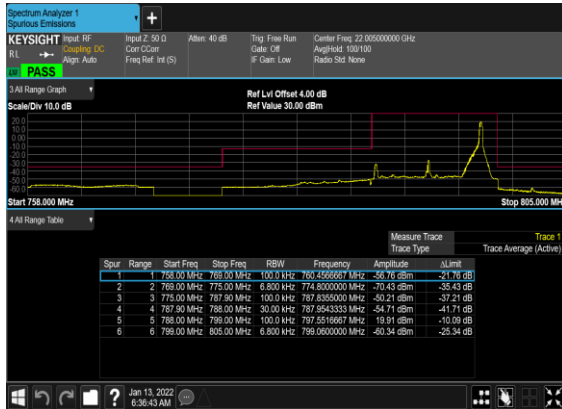 Spectrum Analyzer 1
Spurious Emissions
KEYSIGHT Input: RF Input Z: 50 Ω Atten: 40 dB Trig: Free Run Center Freq: 22.005000000 GHz
RL Coupling: DC Corr CCorr Gate: Off Avg|Hold: 100/100
Align: Auto Freq Ref: Int (S) IF Gain: Low Radio Std: None
PASS
3 All Range Graph Ref Lvl Offset 4.00 dB
Scale/Div 10.0 dB Ref Value 30.00 dBm
20.0
10.0
0.00
-10.0
-20.0
-30.0
-40.0
-50.0
-60.0
Start 758.000 MHz Stop 805.000 MH
4 All Range Table
Measure Trace Trace 1
Trace Type Trace Average (Active)
Spur Range Start Freq Stop Freq RBW Frequency Amplitude ΔLimit
1 1 758.00 MHz 769.00 MHz 100.0 kHz 760.4566667 MHz -56.76 dBm -21.76 dB
2 2 769.00 MHz 775.00 MHz 6.800 kHz 774.8000000 MHz -70.43 dBm -35.43 dB
3 3 775.00 MHz 787.90 MHz 100.0 kHz 787.8355000 MHz -50.21 dBm -37.21 dB
4 4 787.90 MHz 788.00 MHz 30.00 kHz 787.9543333 MHz -54.71 dBm -41.71 dB
5 5 788.00 MHz 799.00 MHz 100.0 kHz 797.5516667 MHz 19.91 dBm -10.09 dB
6 6 799.00 MHz 805.00 MHz 6.800 kHz 799.0600000 MHz -60.34 dBm -25.34 dB
Jan 13, 2022
6:36:43 AM